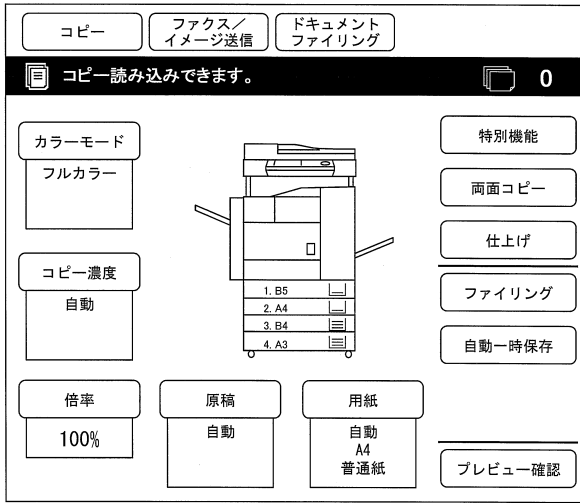 コピー
ファクス／
イメージ送信
ドキュメント
ファイリング
コピー読み込みできます。
0
カラーモード
フルカラー
特別機能
両面コピー
仕上げ
コピー濃度
自動
1. B5
2. A4
3. B4
4. A3
ファイリング
自動一時保存
倍率
100%
原稿
自動
用紙
自動
A4
普通紙
プレビュー確認